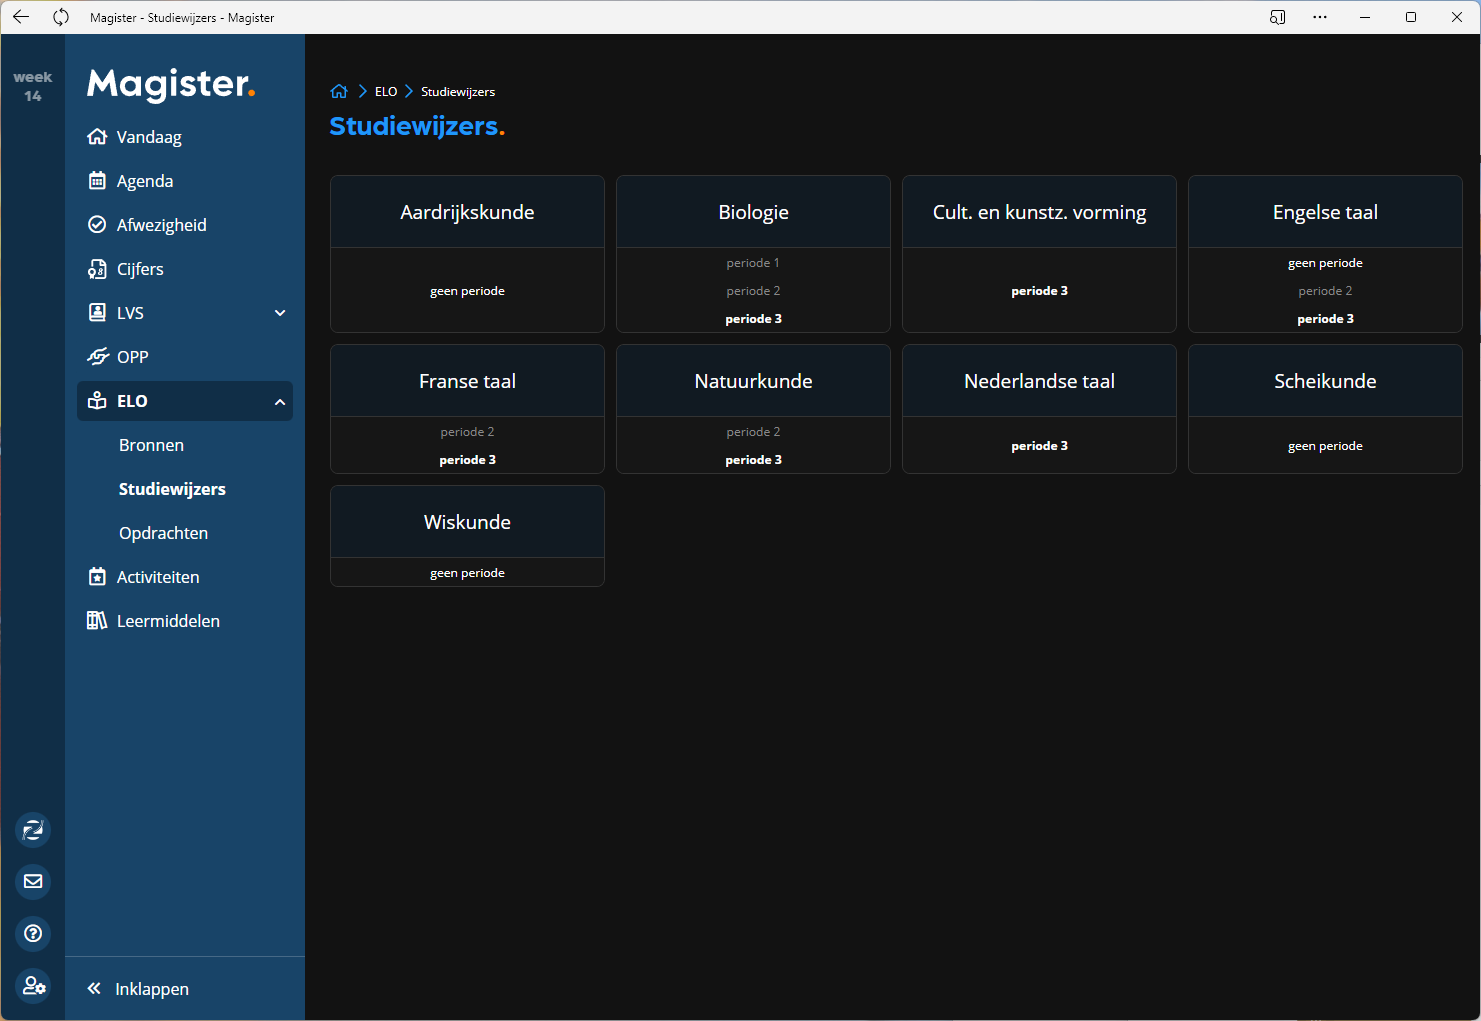 Magister - Studiewijzers - Magister
week
14
Magister.
Vandaag
Agenda
Afwezigheid
Cijfers
LVS
OPP
ELO
Bronnen
Studiewijzers
Opdrachten
Activiteiten
Leermiddelen
Inklappen
ELO
Studiewijzers
Studiewijzers.
Aardrijkskunde
geen periode
Biologie
periode 1
periode 2
periode 3
Cult. en kunstz. vorming
periode 3
Engelse taal
geen periode
periode 2
periode 3
Franse taal
periode 2
periode 3
Natuurkunde
periode 2
periode 3
Nederlandse taal
periode 3
Scheikunde
geen periode
Wiskunde
geen periode